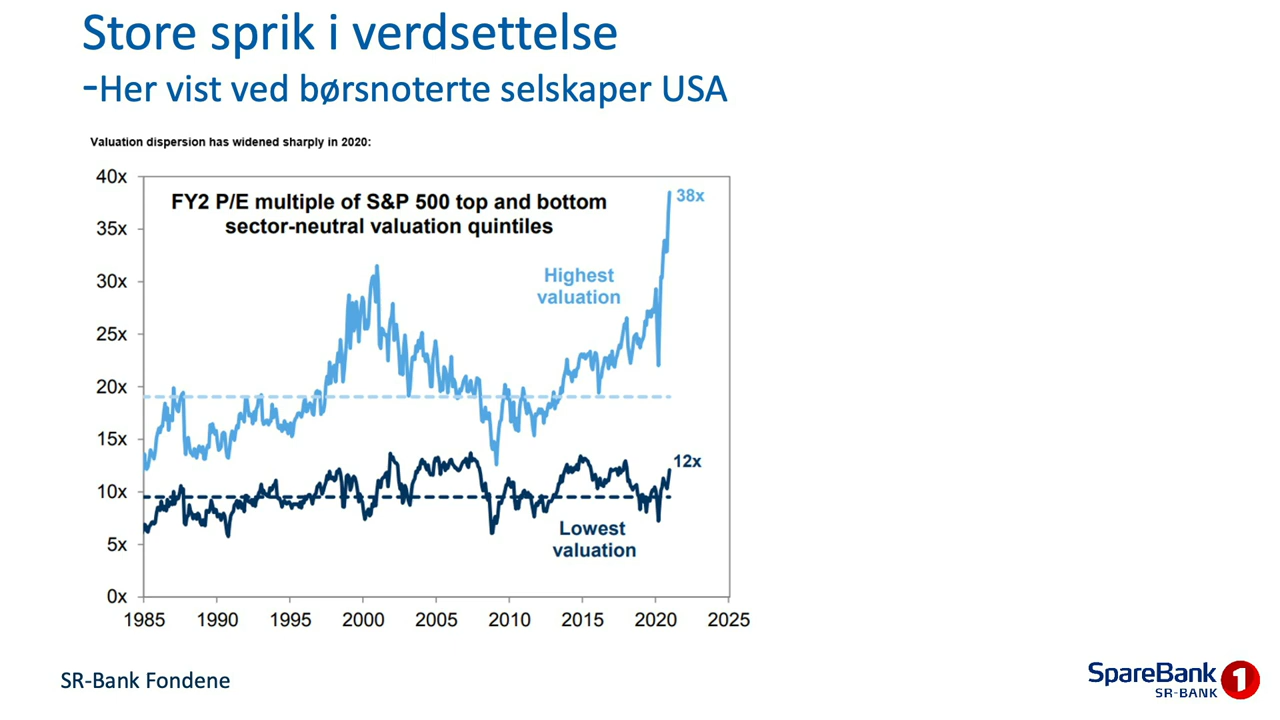 Store sprik i verdsettelse
-Her vist ved børsnoterte selskaper USA
Valuation dispersion has widened sharply in 2020:
FY2 P/E multiple of S&P 500 top and bottom
sector-neutral valuation quintiles
40x
35x
30x
25x
20x
15x
10x
5x
0x
38x
Highest
valuation
12x
Lowest
valuation
1985 1990 1995 2000 2005 2010 2015 2020 2025
SR-Bank Fondene
SpareBank 1
SR-BANK